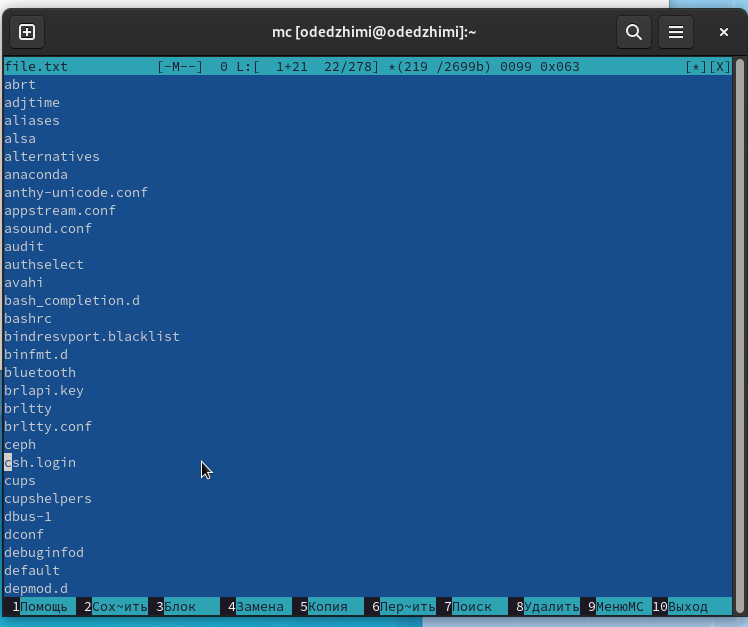 mc [odedzhimi@odedzhimi]:~
file.txt [-M--] 0 L:[ 1+21 22/278] *(219 /2699b) 0099 0x063 [*][X]
abrt
adjtime
aliases
alsa
alternatives
anaconda
anthy-unicode.conf
appstream.conf
asound.conf
audit
authselect
avahi
bash_completion.d
bashrc
bindresvport.blacklist
binfmt.d
bluetooth
brlapi.key
brltty
brltty.conf
ceph
csh.login
cups
cupshelpers
dbus-1
dconf
debuginfod
default
depmod.d
1Помощь 2Сох~ить 3Блок 4Замена 5Копия 6Пер~ить 7Поиск 8Удалить 9МенюMC 10Выход